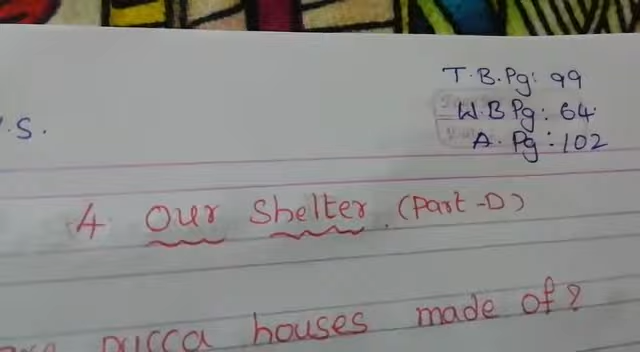 T.B.Pg: 99
W.B Pg: 64.
.S.
A. Pg: 102
4 Our Shelter. (Part-D)
pucca houses made of?